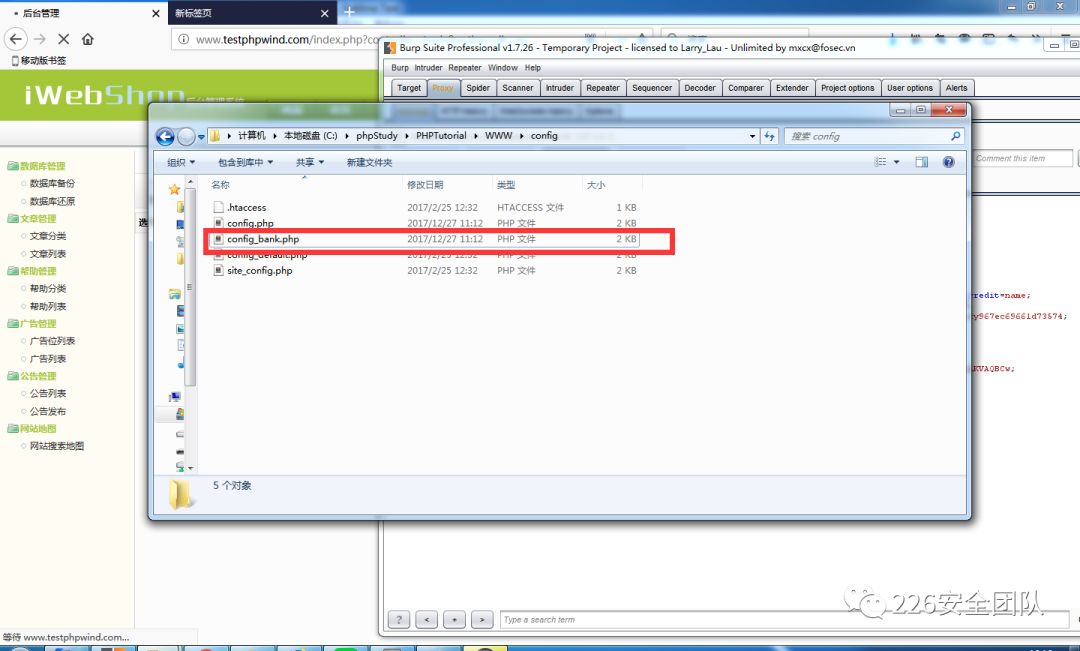 后台管理
新标签页
www.testphpwind.com/index.php?co
移动版书签
iWebShop 后台管理系统
Burp Suite Professional v1.7.26 - Temporary Project - licensed to Larry_Lau - Unlimited by mxcx@fosec.vn
Burp Intruder Repeater Window Help
Target Proxy Spider Scanner Intruder Repeater Sequencer Decoder Comparer Extender Project options User options Alerts
计算机 本地磁盘 (C:) phpStudy PHPTutorial WWW config
搜索 config
Comment this item
组织 包含到库中 共享 新建文件夹
名称 修改日期 类型 大小
.htaccess 2017/2/25 12:32 HTACCESS 文件 1 KB
config.php 2017/12/27 11:12 PHP 文件 2 KB
config_bank.php 2017/12/27 11:12 PHP 文件 2 KB
config_default.php 2017/2/25 12:32 PHP 文件 2 KB
site_config.php 2017/2/25 12:32 PHP 文件 2 KB
5 个对象
数据库管理
数据库备份
数据库还原
文章管理
文章分类
文章列表
帮助管理
帮助分类
帮助列表
广告管理
广告位列表
广告列表
公告管理
公告列表
公告发布
网站地图
网站搜索地图
选
redit=name;
y967ec69661d73574;
KVAQBCw;
? < + >
Type a search term
226安全团队
等待 www.testphpwind.com...